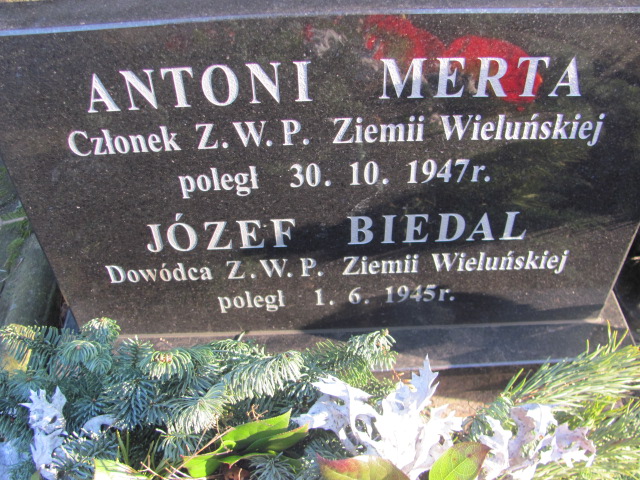 ANTONI MERTA
Członek Z.W.P. Ziemii Wieluńskiej
poległ 30. 10. 1947r.
JÓZEF BIEDAL
Dowódca Z.W.P. Ziemii Wieluńskiej
poległ 1. 6. 1945r.